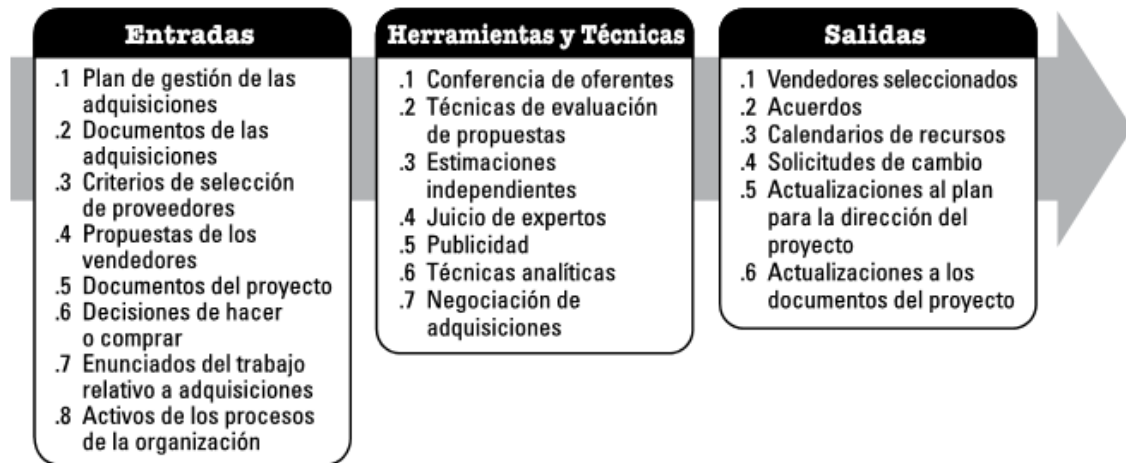 Entradas
.1 Plan de gestión de las
adquisiciones
.2 Documentos de las
adquisiciones
.3 Criterios de selección
de proveedores
.4 Propuestas de los
vendedores
.5 Documentos del proyecto
.6 Decisiones de hacer
o comprar
.7 Enunciados del trabajo
relativo a adquisiciones
.8 Activos de los procesos
de la organización
Herramientas y Técnicas
.1 Conferencia de oferentes
.2 Técnicas de evaluación
de propuestas
.3 Estimaciones
independientes
.4 Juicio de expertos
.5 Publicidad
.6 Técnicas analíticas
.7 Negociación de
adquisiciones
Salidas
.1 Vendedores seleccionados
.2 Acuerdos
.3 Calendarios de recursos
.4 Solicitudes de cambio
.5 Actualizaciones al plan
para la dirección del
proyecto
.6 Actualizaciones a los
documentos del proyecto